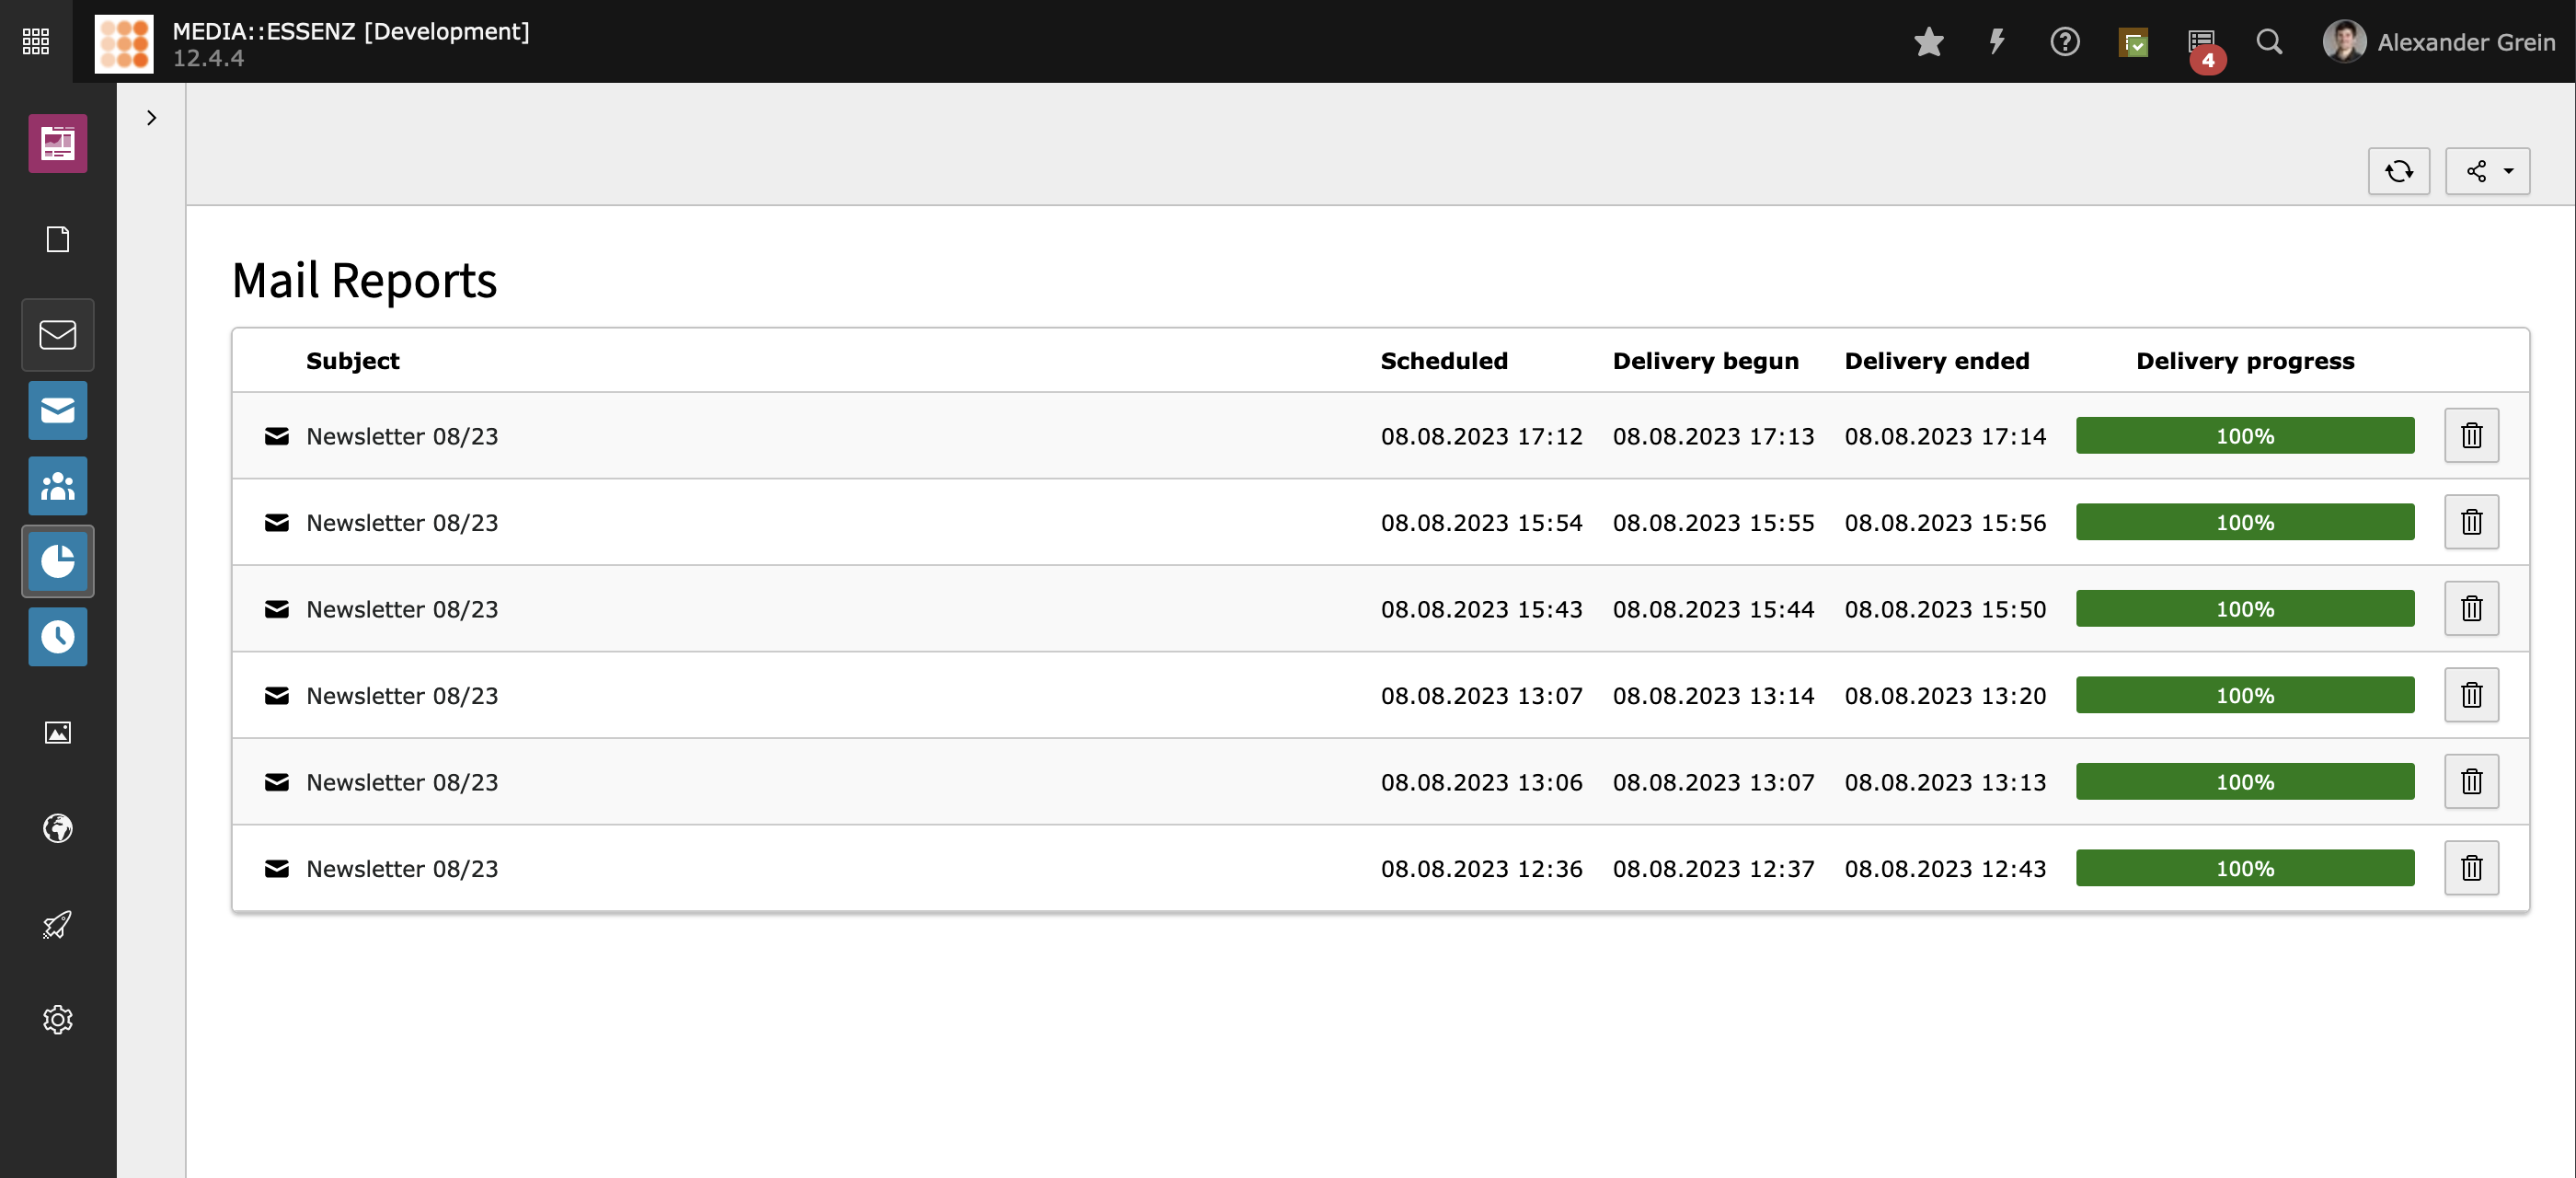 MEDIA::ESSENZ [Development]
12.4.4
4
Alexander Grein
Mail Reports
Subject Scheduled Delivery begun Delivery ended Delivery progress
Newsletter 08/23 08.08.2023 17:12 08.08.2023 17:13 08.08.2023 17:14 100%
Newsletter 08/23 08.08.2023 15:54 08.08.2023 15:55 08.08.2023 15:56 100%
Newsletter 08/23 08.08.2023 15:43 08.08.2023 15:44 08.08.2023 15:50 100%
Newsletter 08/23 08.08.2023 13:07 08.08.2023 13:14 08.08.2023 13:20 100%
Newsletter 08/23 08.08.2023 13:06 08.08.2023 13:07 08.08.2023 13:13 100%
Newsletter 08/23 08.08.2023 12:36 08.08.2023 12:37 08.08.2023 12:43 100%